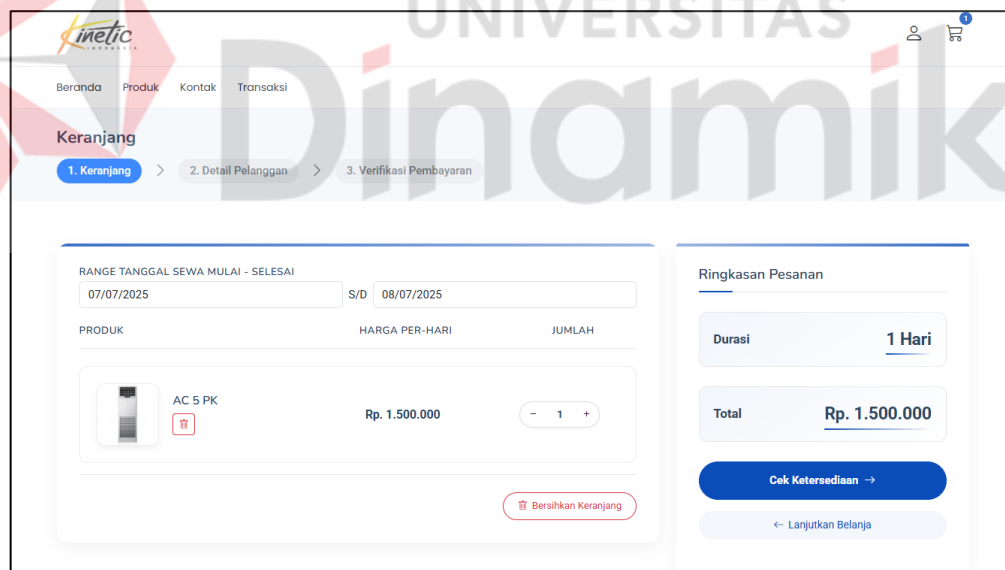 UNIVERSITAS
Dinamik
Kinetic
INDONESIA
1
Beranda Produk Kontak Transaksi
Keranjang
1. Keranjang > 2. Detail Pelanggan > 3. Verifikasi Pembayaran
RANGE TANGGAL SEWA MULAI - SELESAI
07/07/2025 S/D 08/07/2025
PRODUK HARGA PER-HARI JUMLAH
AC 5 PK
Rp. 1.500.000 - 1 +
Bersihkan Keranjang
Ringkasan Pesanan
Durasi 1 Hari
Total Rp. 1.500.000
Cek Ketersediaan →
← Lanjutkan Belanja